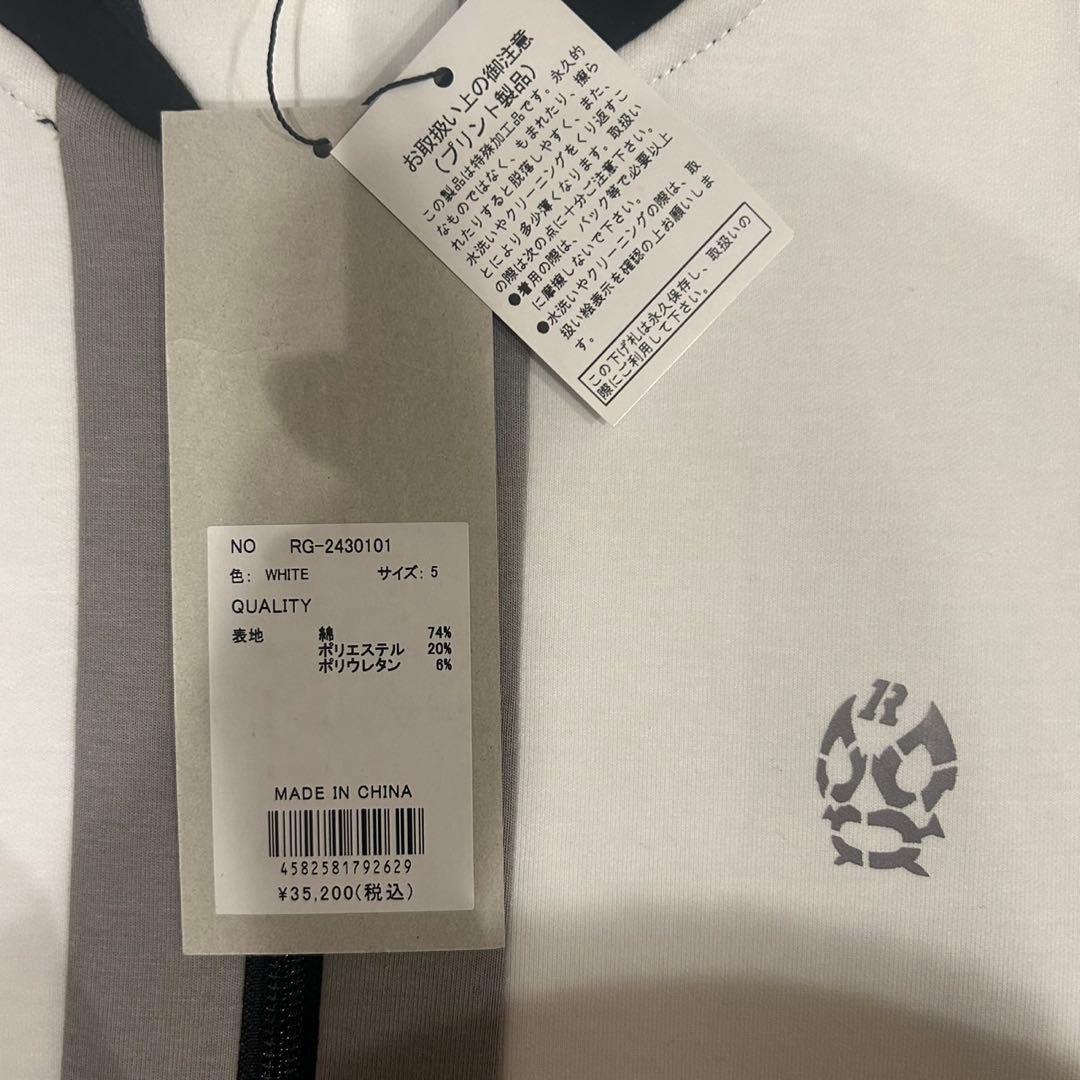 お取扱い上の御注意
(プリント製品)
この製品は特殊加工品です。永久的
なものではなく、もまれたり、擦ら
れたりすると脱落しやすく、また、
水洗いやクリーニングをくり返すこ
とにより多少薄くなります。取扱い
の際は次の点に十分ご注意下さい。
●着用の際は、バック等で必要以上
に摩擦しないで下さい。
●水洗いやクリーニングの際は、取
扱い絵表示を確認の上お願いしま
す。
この下げ札は永久保存し、取扱いの
際にご利用して下さい。
NO RG-2430101
色: WHITE サイズ: 5
QUALITY
表地 綿 74%
ポリエステル 20%
ポリウレタン 6%
MADE IN CHINA
4582581792629
¥35,200(税込)
R